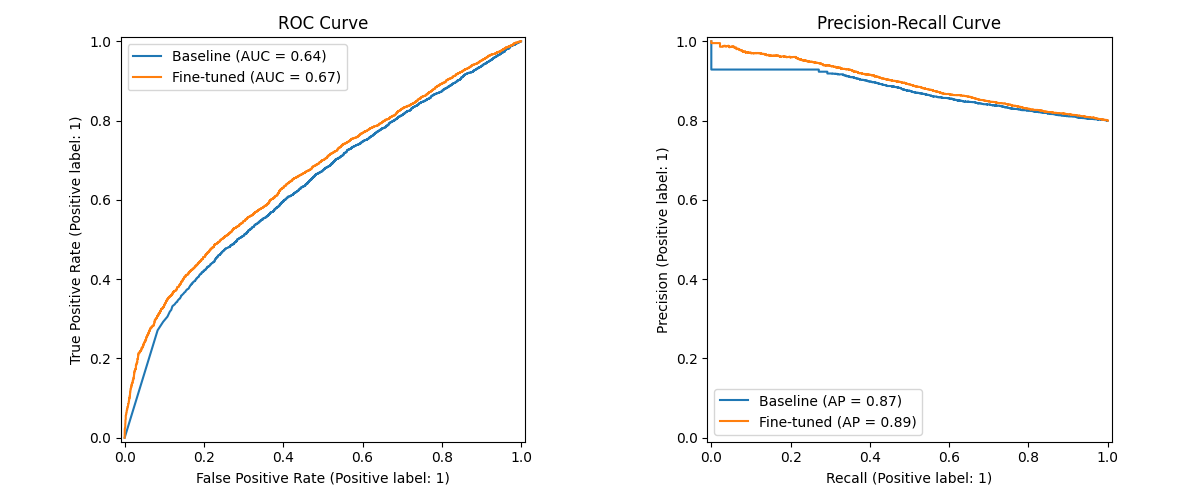 ROC Curve
Baseline (AUC = 0.64)
Fine-tuned (AUC = 0.67)
True Positive Rate (Positive label: 1)
1.0
0.8
0.6
0.4
0.2
0.0
0.0 0.2 0.4 0.6 0.8 1.0
False Positive Rate (Positive label: 1)
Precision-Recall Curve
Precision (Positive label: 1)
1.0
0.8
0.6
0.4
0.2
0.0
Baseline (AP = 0.87)
Fine-tuned (AP = 0.89)
0.0 0.2 0.4 0.6 0.8 1.0
Recall (Positive label: 1)